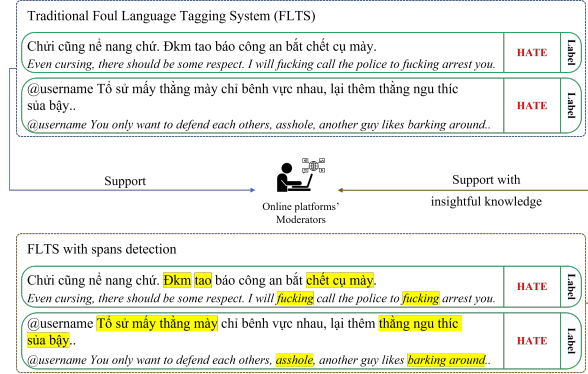 Traditional Foul Language Tagging System (FLTS)
Chửi cũng nể nang chứ. Đkm tao báo công an bắt chết cụ mày.
Even cursing, there should be some respect. I will fucking call the police to fucking arrest you.
HATE
Label
@username Tổ sử mấy thằng mày chỉ bênh vực nhau, lại thêm thằng ngu thíc
sủa bậy..
@username You only want to defend each others, asshole, another guy likes barking around..
HATE
Label
Support
Online platforms'
Moderators
Support with
insightful knowledge
FLTS with spans detection
Chửi cũng nể nang chứ. Đkm tao báo công an bắt chết cụ mày.
Even cursing, there should be some respect. I will fucking call the police to fucking arrest you.
HATE
Label
@username Tổ sử mấy thằng mày chỉ bênh vực nhau, lại thêm thằng ngu thíc
sủa bậy..
@username You only want to defend each others, asshole, another guy likes barking around..
HATE
Label